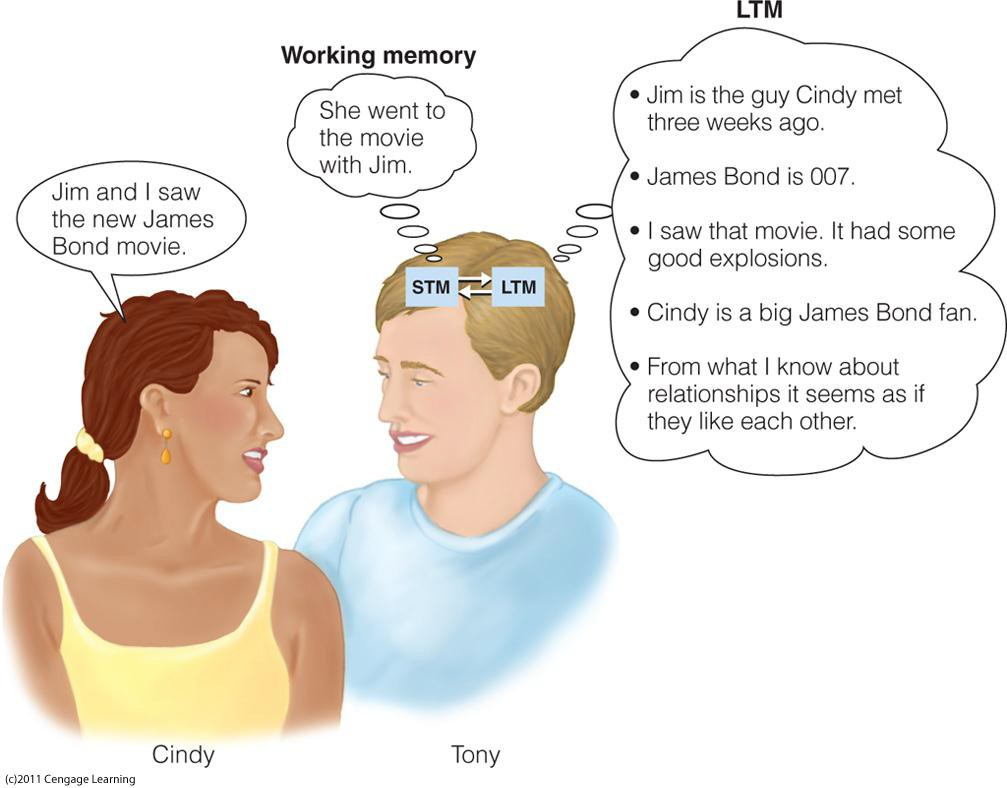 LTM
Working memory
She went to
the movie
with Jim.
Jim and I saw
the new James
Bond movie.
STM
LTM
• Jim is the guy Cindy met
three weeks ago.
• James Bond is 007.
• I saw that movie. It had some
good explosions.
• Cindy is a big James Bond fan.
• From what I know about
relationships it seems as if
they like each other.
Cindy
Tony
(c)2011 Cengage Learning